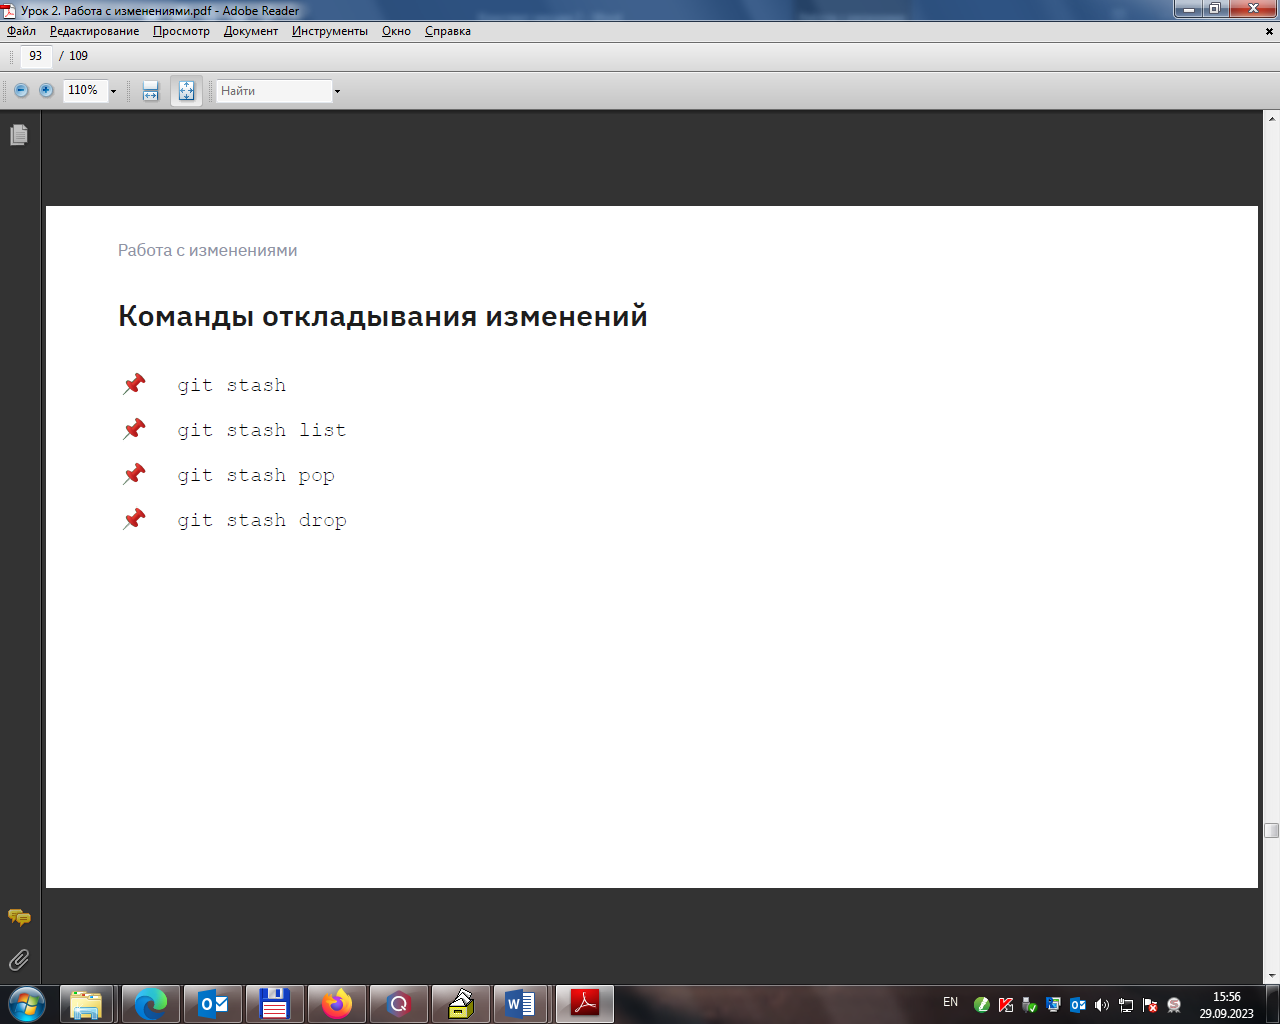 Урок 2. Работа с изменениями.pdf - Adobe Reader
Файл Редактирование Просмотр Документ Инструменты Окно Справка
93 / 109
110% Найти
Работа с изменениями
Команды откладывания изменений
git stash
git stash list
git stash pop
git stash drop
EN 15:56
29.09.2023